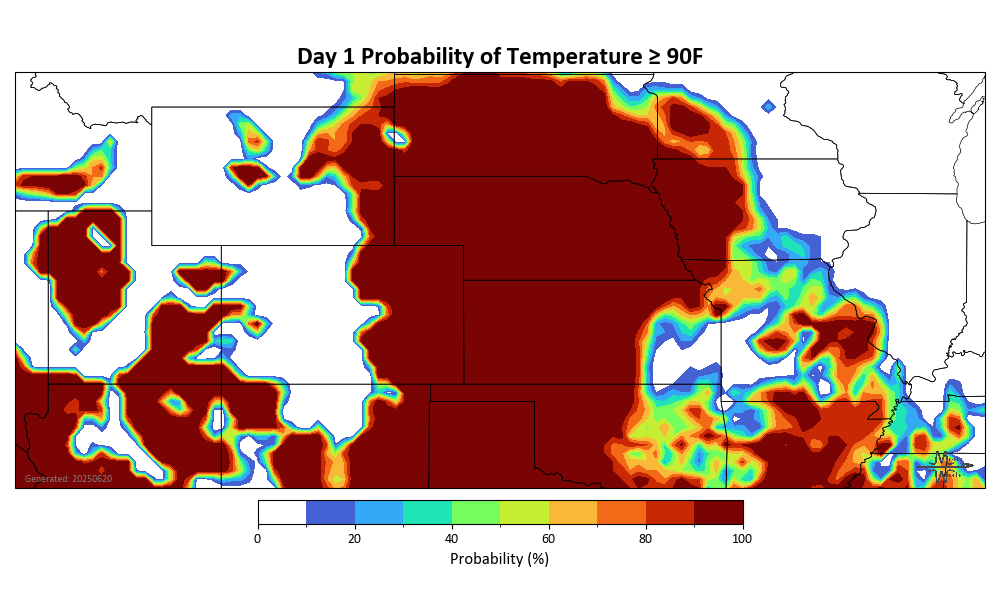 Day 1 Probability of Temperature ≥ 90F
Generated: 20250620
0 20 40 60 80 100
Probability (%)